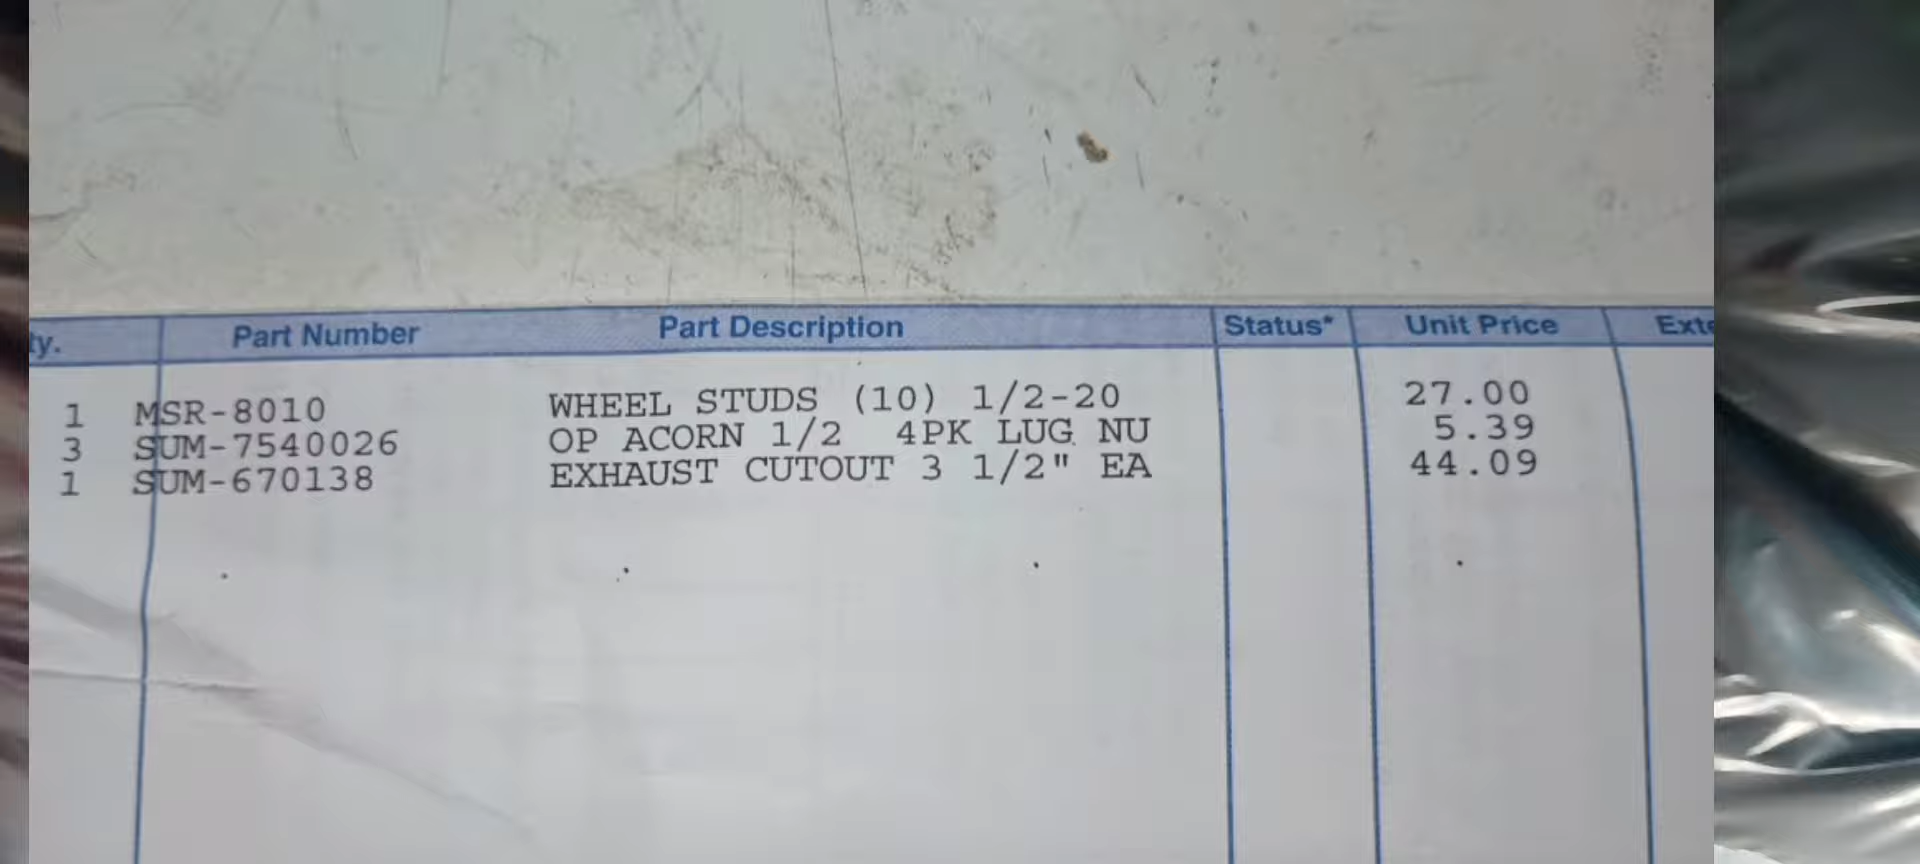 ty. Part Number Part Description Status* Unit Price Exte
1 MSR-8010 WHEEL STUDS (10) 1/2-20 27.00
3 SUM-7540026 OP ACORN 1/2 4PK LUG NU 5.39
1 SUM-670138 EXHAUST CUTOUT 3 1/2" EA 44.09